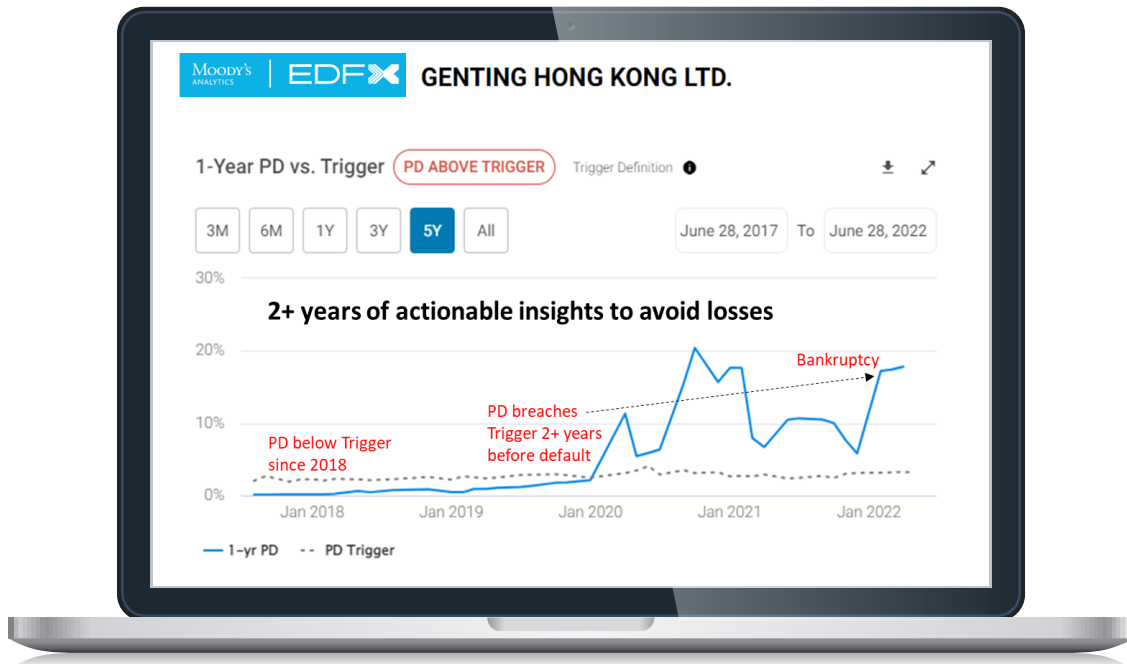 MOODY'S
ANALYTICS
EDFX
GENTING HONG KONG LTD.
1-Year PD vs. Trigger
PD ABOVE TRIGGER
Trigger Definition
3M
6M
1Y
3Y
5Y
All
June 28, 2017
To
June 28, 2022
30%
2+ years of actionable insights to avoid losses
20%
Bankruptcy
10%
PD breaches
Trigger 2+ years
before default
PD below Trigger
since 2018
0%
Jan 2018
Jan 2019
Jan 2020
Jan 2021
Jan 2022
1-yr PD
PD Trigger